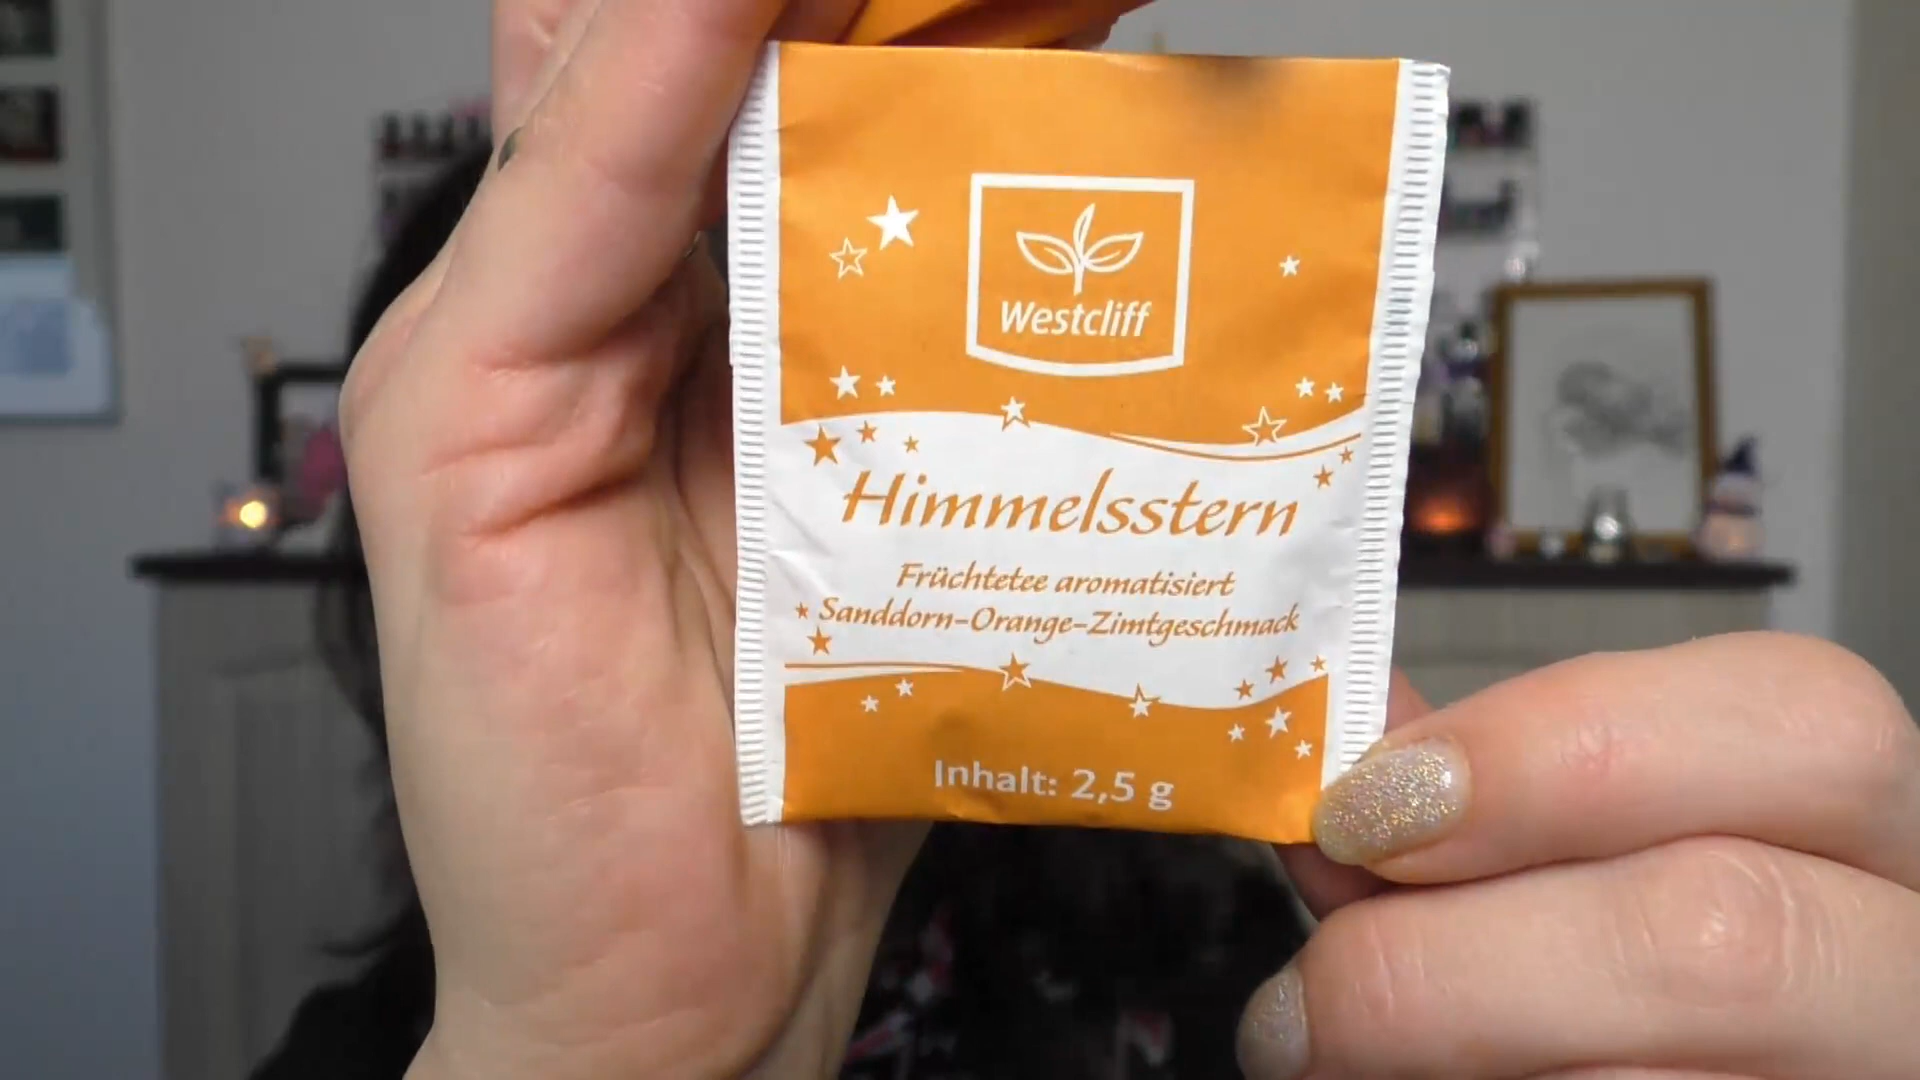 Westcliff
Himmelsstern
Früchtetee aromatisiert
Sanddorn-Orange-Zimtgeschmack
Inhalt: 2,5 g